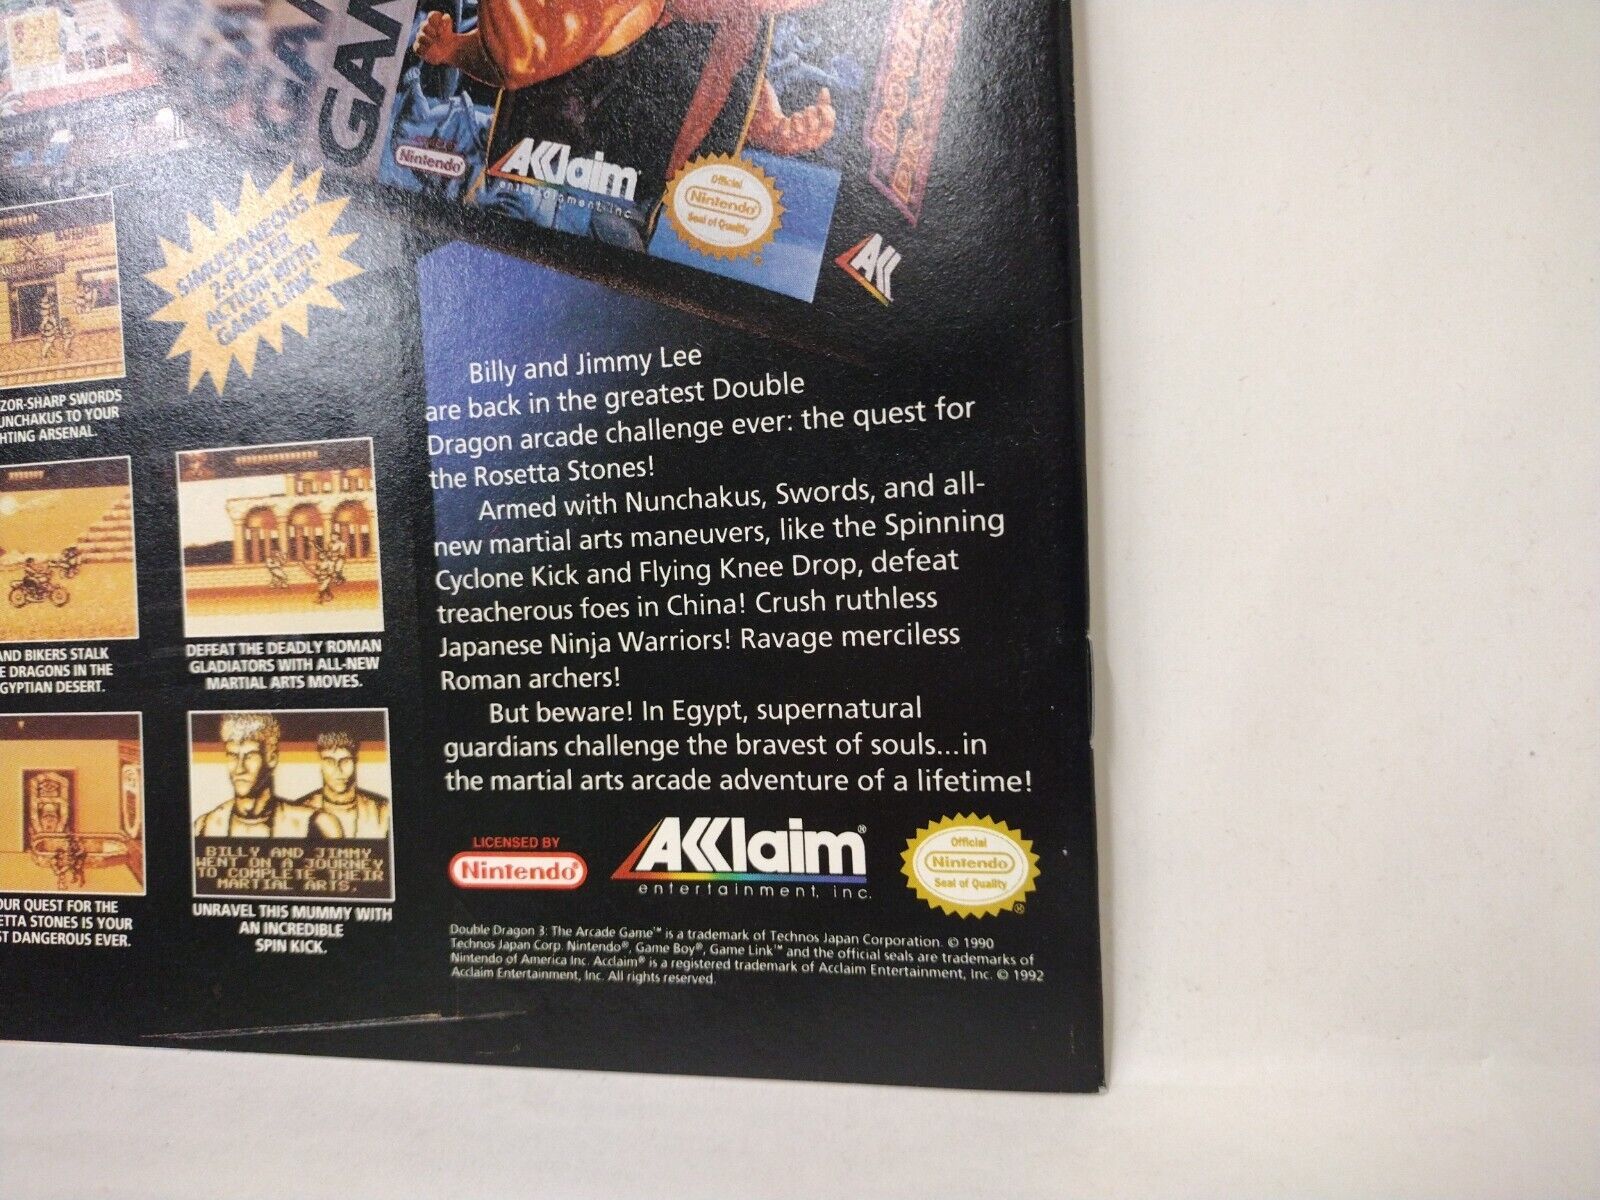 GAM
Nintendo
AKKlaim
entertainment, inc.
Official
Nintendo
Seal of Quality
SIMULTANEOUS
2-PLAYER
ACTION WITH
GAME LINK
ZOR-SHARP SWORDS
UNCHAKUS TO YOUR
HTING ARSENAL.
AND BIKERS STALK
E DRAGONS IN THE
GYPTIAN DESERT.
DEFEAT THE DEADLY ROMAN
GLADIATORS WITH ALL-NEW
MARTIAL ARTS MOVES.
OUR QUEST FOR THE
ETTA STONES IS YOUR
ST DANGEROUS EVER.
BILLY AND JIMMY
WENT ON A JOURNEY
TO COMPLETE THEIR
MARTIAL ARTS.
UNRAVEL THIS MUMMY WITH
AN INCREDIBLE
SPIN KICK.
Billy and Jimmy Lee
are back in the greatest Double
Dragon arcade challenge ever: the quest for
the Rosetta Stones!
Armed with Nunchakus, Swords, and all-
new martial arts maneuvers, like the Spinning
Cyclone Kick and Flying Knee Drop, defeat
treacherous foes in China! Crush ruthless
Japanese Ninja Warriors! Ravage merciless
Roman archers!
But beware! In Egypt, supernatural
guardians challenge the bravest of souls...in
the martial arts arcade adventure of a lifetime!
LICENSED BY
Nintendo®
AKKlaim®
entertainment, inc.
Official
Nintendo
Seal of Quality
®
Double Dragon 3: The Arcade Game™ is a trademark of Technos Japan Corporation. © 1990
Technos Japan Corp. Nintendo®, Game Boy®, Game Link™ and the official seals are trademarks of
Nintendo of America Inc. Acclaim® is a registered trademark of Acclaim Entertainment, Inc. © 1992
Acclaim Entertainment, Inc. All rights reserved.